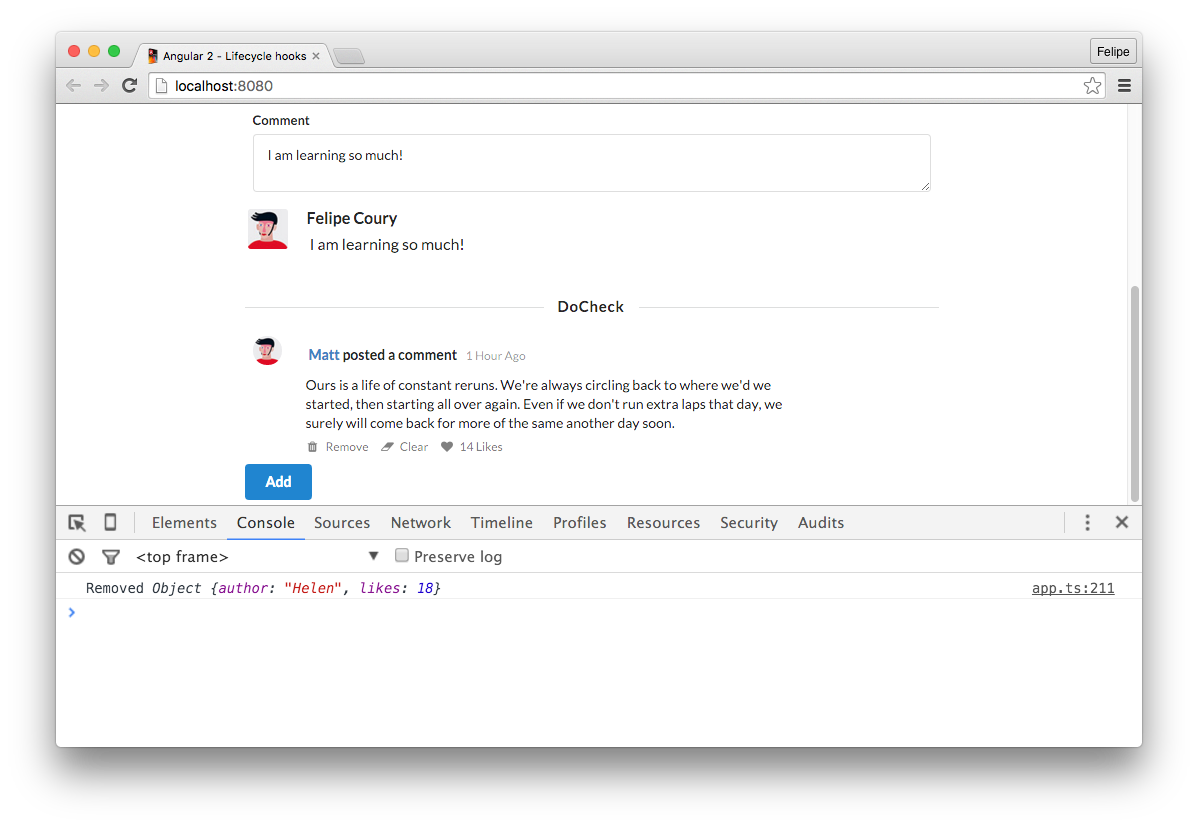 Angular 2 - Lifecycle hooks
Felipe
localhost:8080
Comment
I am learning so much!
Felipe Coury
I am learning so much!
DoCheck
Matt posted a comment 1 Hour Ago
Ours is a life of constant reruns. We're always circling back to where we'd we
started, then starting all over again. Even if we don't run extra laps that day, we
surely will come back for more of the same another day soon.
Remove Clear 14 Likes
Add
Elements Console Sources Network Timeline Profiles Resources Security Audits
<top frame> Preserve log
Removed Object {author: "Helen", likes: 18} app.ts:211